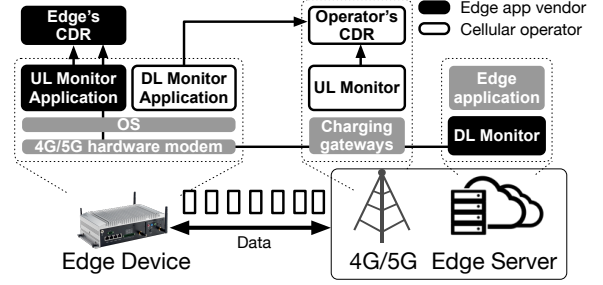 Edge's
CDR
Operator's
CDR
Edge app vendor
Cellular operator
UL Monitor
Application
DL Monitor
Application
UL Monitor
Edge
application
OS
4G/5G hardware modem
Charging
gateways
DL Monitor
Data
Edge Device
4G/5G
Edge Server